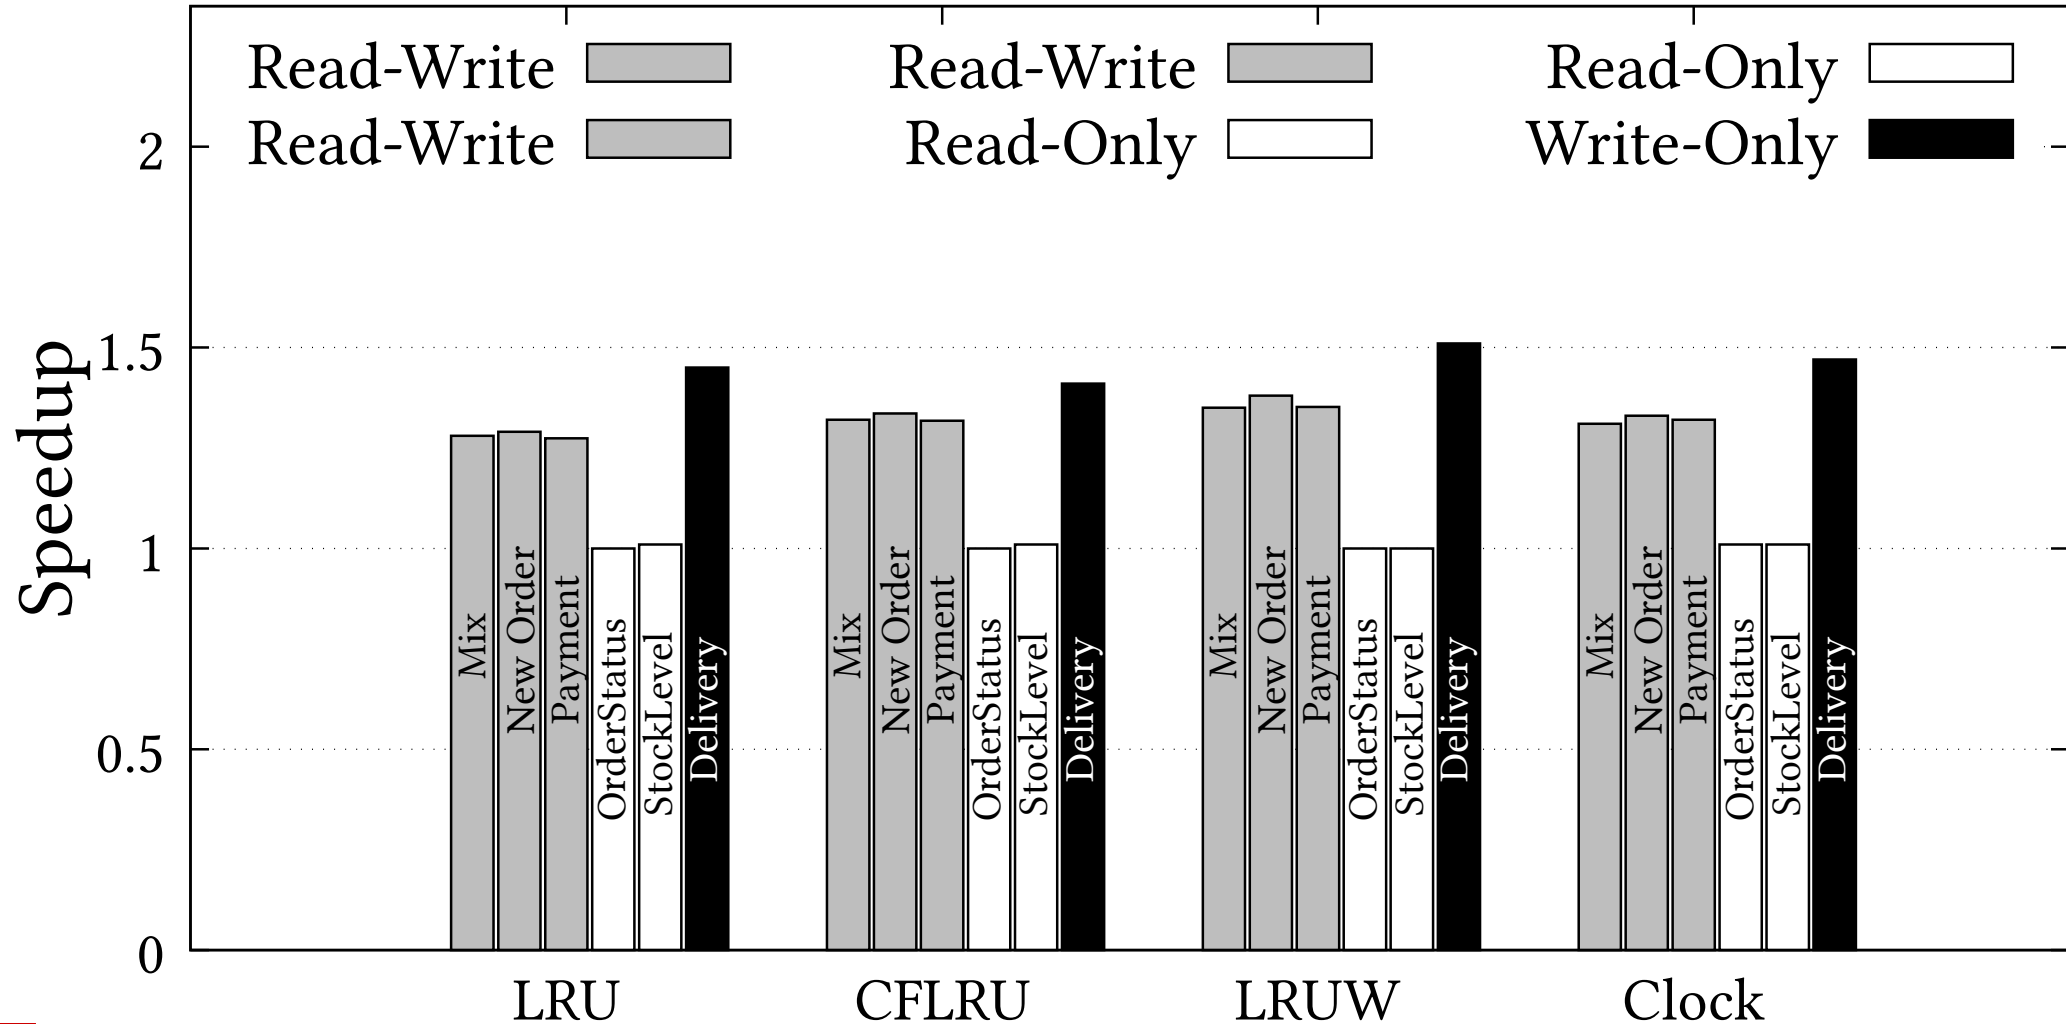 Read-Write
Read-Write
Read-Only
Read-Write
Read-Only
Write-Only
Speedup
2
1.5
1
0.5
0
Mix
New Order
Payment
OrderStatus
StockLevel
Delivery
Mix
New Order
Payment
OrderStatus
StockLevel
Delivery
Mix
New Order
Payment
OrderStatus
StockLevel
Delivery
Mix
New Order
Payment
OrderStatus
StockLevel
Delivery
LRU
CFLRU
LRUW
Clock